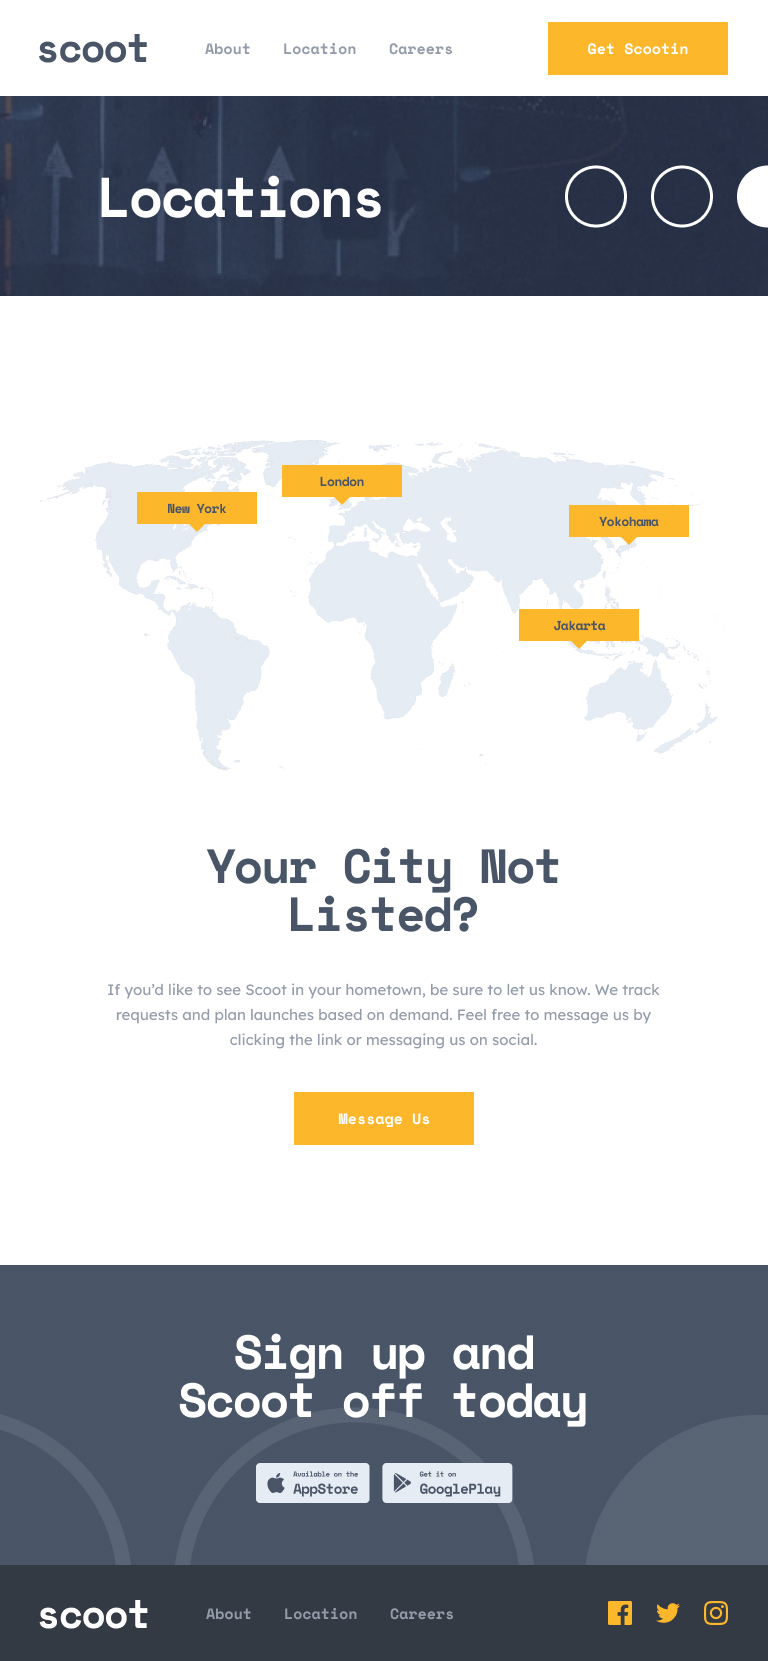 scoot About Location Careers Get Scootin
Locations
London
New York
Yokohama
Jakarta
Your City Not
Listed?
If you’d like to see Scoot in your hometown, be sure to let us know. We track
requests and plan launches based on demand. Feel free to message us by
clicking the link or messaging us on social.
Message Us
Sign up and
Scoot off today
Available on the
AppStore
Get it on
GooglePlay
scoot About Location Careers